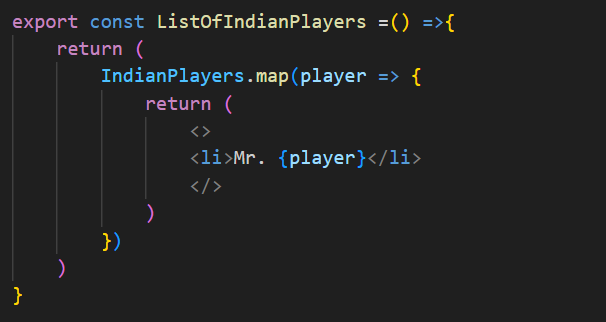 export const ListOfIndianPlayers =() =>{
    return (
        IndianPlayers.map(player => {
            return (
                <>
                <li>Mr. {player}</li>
                </>
            )
        })
    )
}